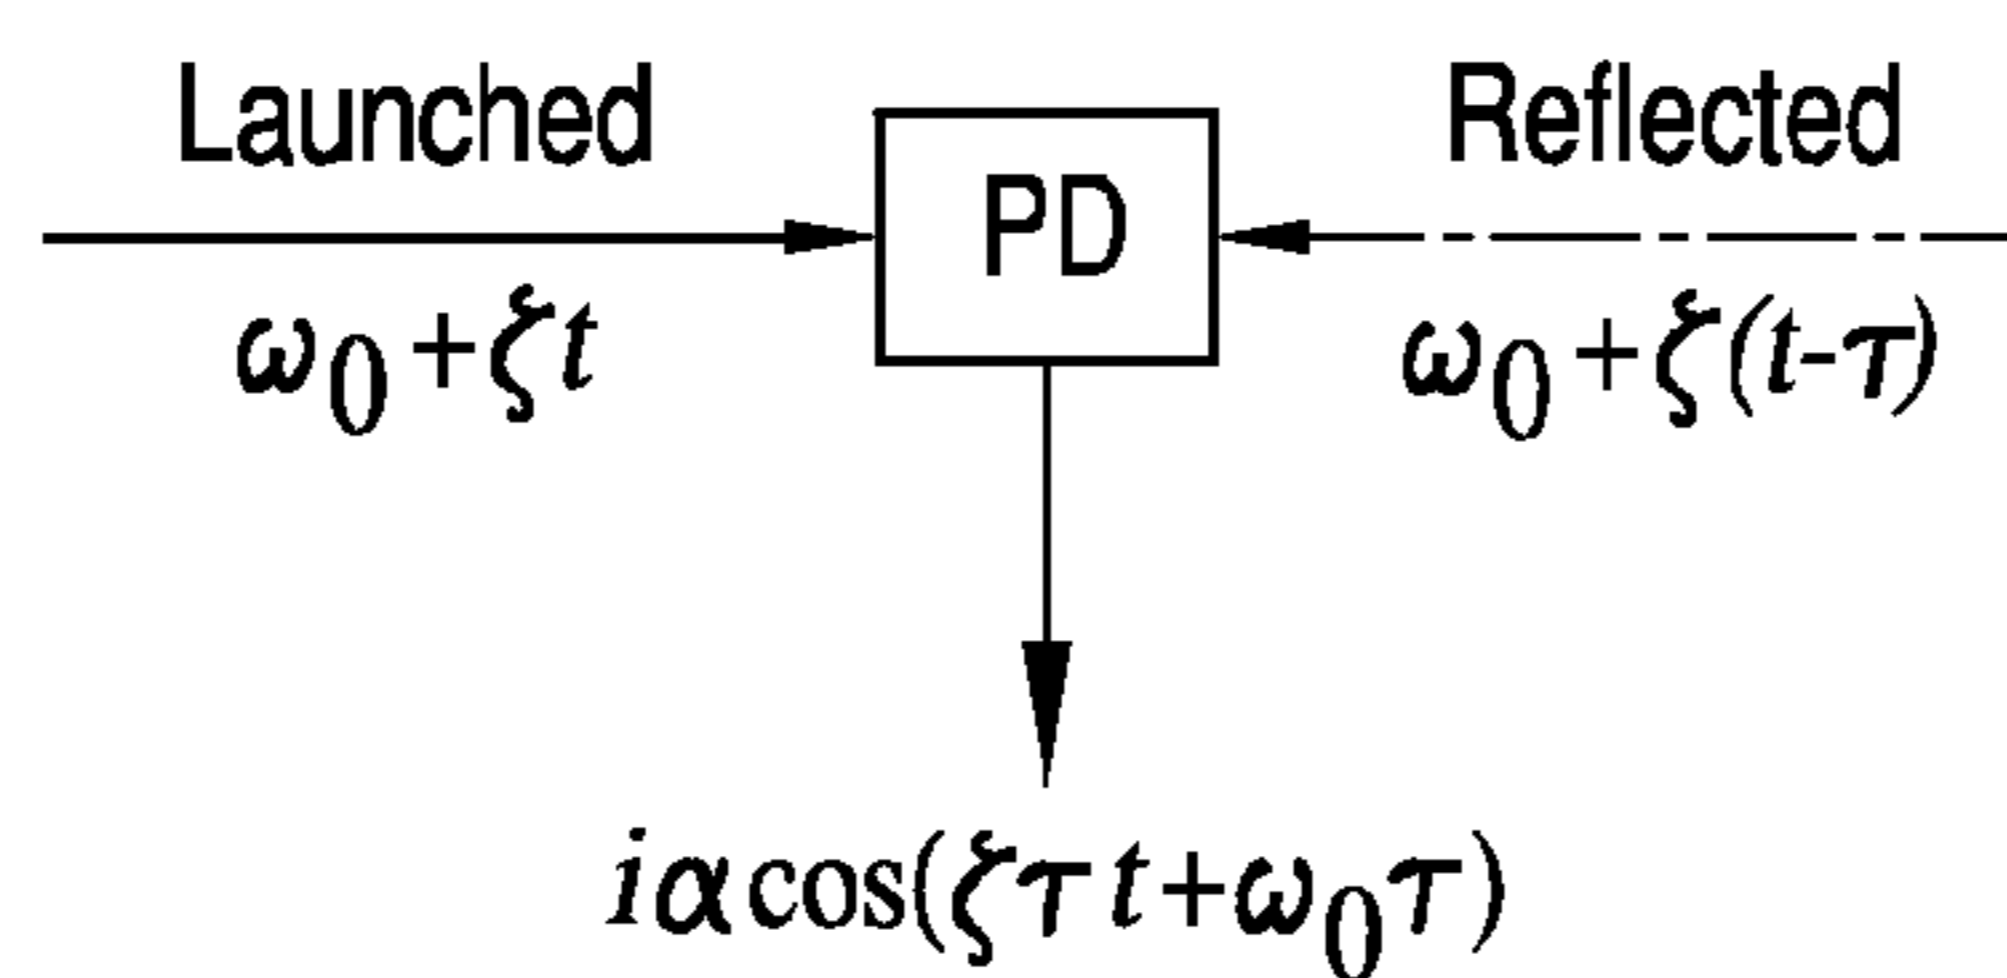 Launched
PD
Reflected
ω₀+ζt
ω₀+ζ(t-τ)
iαcos(ζτt+ω₀τ)